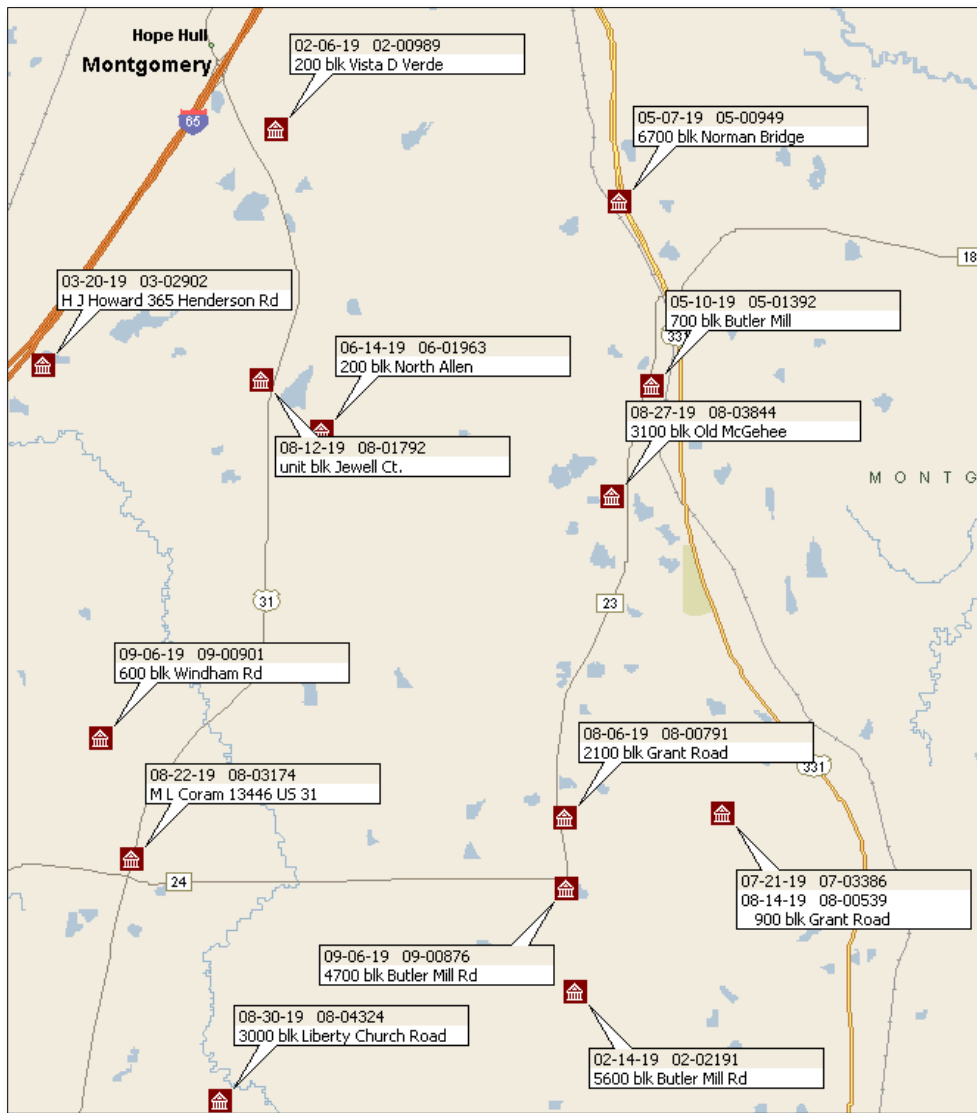 Hope Hull
Montgomery
02-06-19 02-00989
200 blk Vista D Verde
65
05-07-19 05-00949
6700 blk Norman Bridge
18
03-20-19 03-02902
H J Howard 365 Henderson Rd
05-10-19 05-01392
700 blk Butler Mill
331
06-14-19 06-01963
200 blk North Allen
08-27-19 08-03844
3100 blk Old McGehee
08-12-19 08-01792
unit blk Jewell Ct.
M O N T G
31
23
09-06-19 09-00901
600 blk Windham Rd
08-06-19 08-00791
2100 blk Grant Road
331
08-22-19 08-03174
M L Coram 13446 US 31
24
07-21-19 07-03386
08-14-19 08-00539
900 blk Grant Road
09-06-19 09-00876
4700 blk Butler Mill Rd
08-30-19 08-04324
3000 blk Liberty Church Road
02-14-19 02-02191
5600 blk Butler Mill Rd